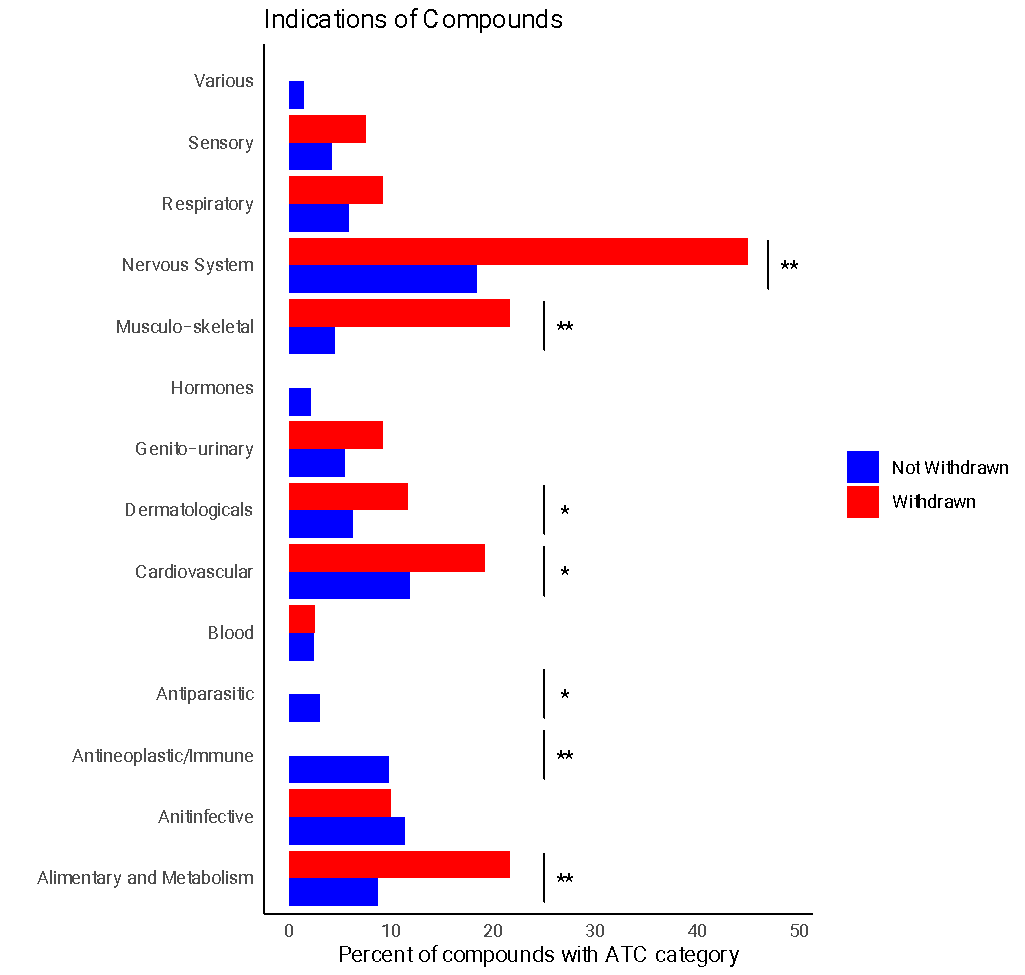 Indications of Compounds
Various
Sensory
Respiratory
Nervous System
**
Musculo-skeletal
**
Hormones
Genito-urinary
Dermatologicals
*
Cardiovascular
*
Blood
Antiparasitic
*
Antineoplastic/Immune
**
Anitinfective
Alimentary and Metabolism
**
0 10 20 30 40 50
Percent of compounds with ATC category
Not Withdrawn
Withdrawn